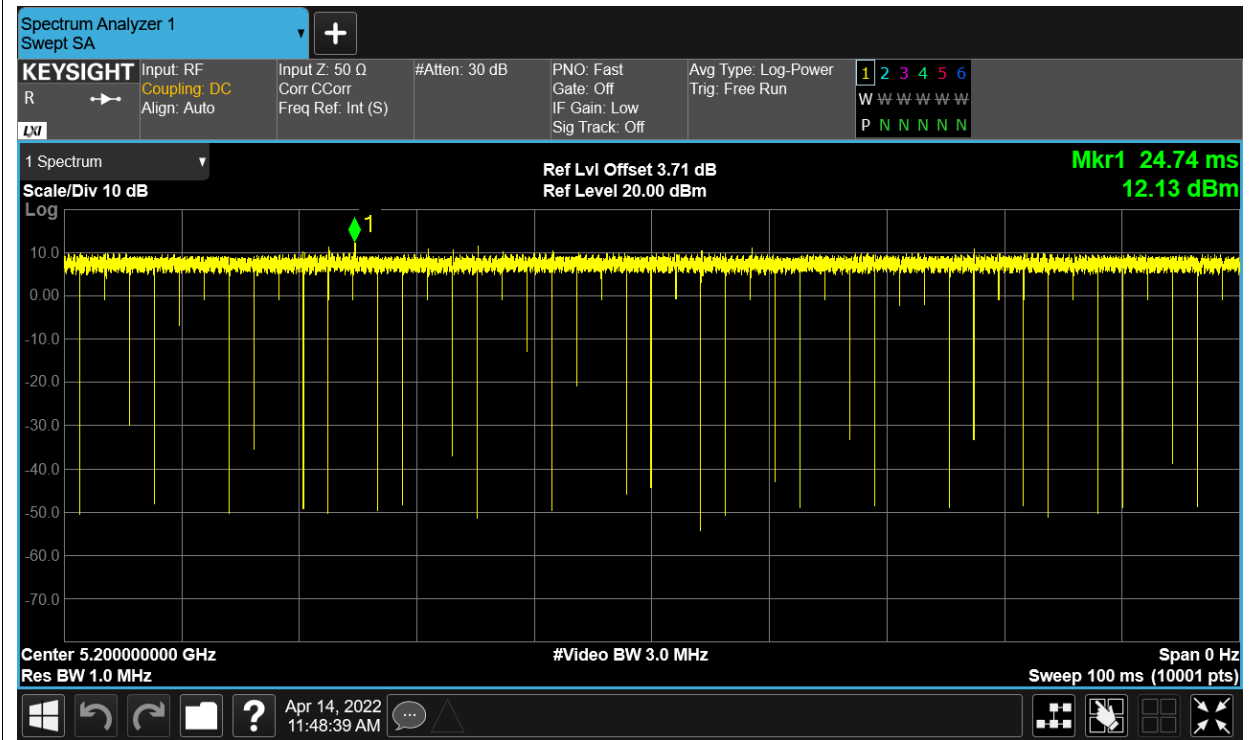 Spectrum Analyzer 1
Swept SA
KEYSIGHT
R
LXI
Input: RF
Coupling: DC
Align: Auto
Input Z: 50 Ω
Corr CCorr
Freq Ref: Int (S)
#Atten: 30 dB
PNO: Fast
Gate: Off
IF Gain: Low
Sig Track: Off
Avg Type: Log-Power
Trig: Free Run
1 2 3 4 5 6
W W W W W W
P N N N N N
1 Spectrum
Scale/Div 10 dB
Ref Lvl Offset 3.71 dB
Ref Level 20.00 dBm
Mkr1 24.74 ms
12.13 dBm
Log
1
10.0
0.00
-10.0
-20.0
-30.0
-40.0
-50.0
-60.0
-70.0
Center 5.200000000 GHz
Res BW 1.0 MHz
#Video BW 3.0 MHz
Span 0 Hz
Sweep 100 ms (10001 pts)
?
Apr 14, 2022
11:48:39 AM